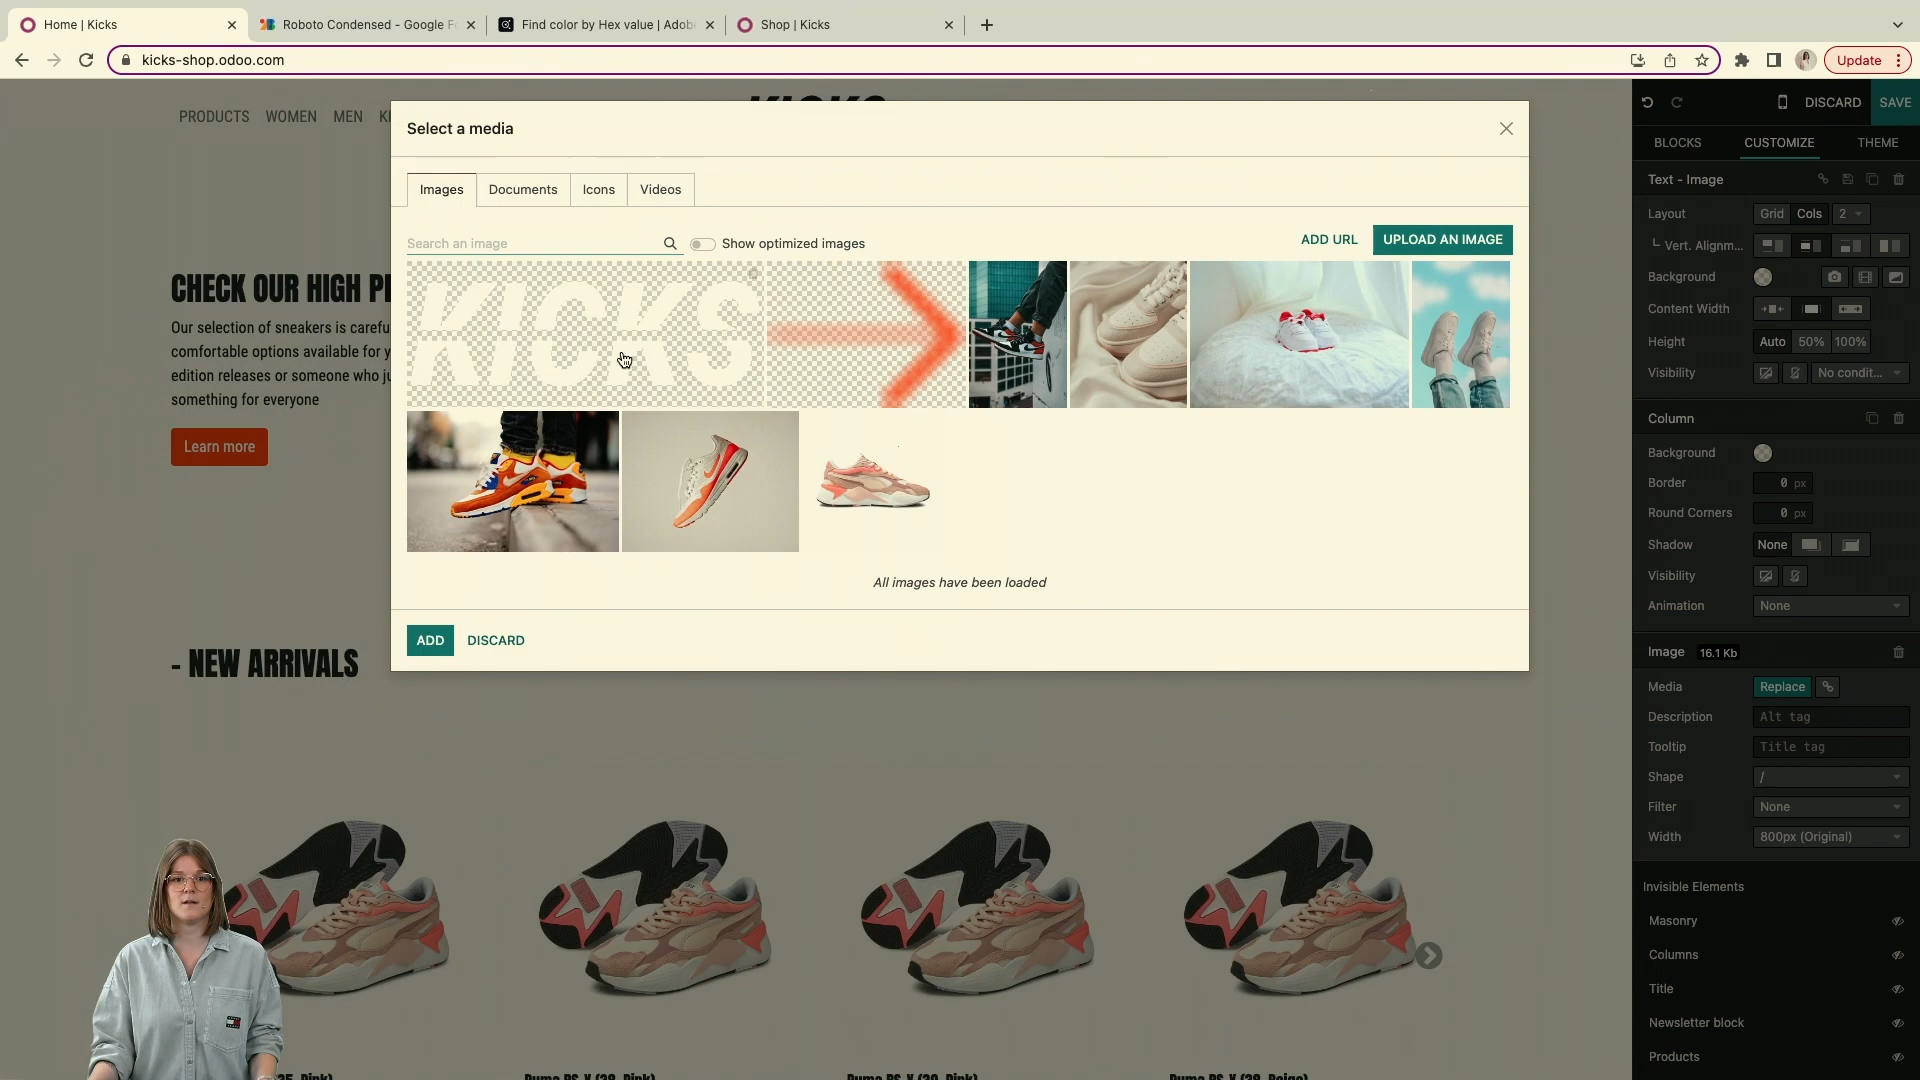 Home | Kicks
Roboto Condensed - Google Fo
Find color by Hex value | Adob
Shop | Kicks
kicks-shop.odoo.com
Update
PRODUCTS WOMEN MEN KI
KICKS
DISCARD
SAVE
BLOCKS
CUSTOMIZE
THEME
Select a media
Images
Documents
Icons
Videos
Search an image
Show optimized images
ADD URL
UPLOAD AN IMAGE
KICKS
All images have been loaded
ADD
DISCARD
CHECK OUR HIGH PR
Our selection of sneakers is carefu
comfortable options available for y
edition releases or someone who ju
something for everyone
Learn more
- NEW ARRIVALS
Text - Image
Layout Grid Cols 2
└ Vert. Alignm...
Background
Content Width
Height Auto 50% 100%
Visibility No condit...
Column
Background
Border 0 px
Round Corners 0 px
Shadow None
Visibility
Animation None
Image 16.1 Kb
Media Replace
Description Alt tag
Tooltip Title tag
Shape /
Filter None
Width 800px (Original)
Invisible Elements
Masonry
Columns
Title
Newsletter block
Products